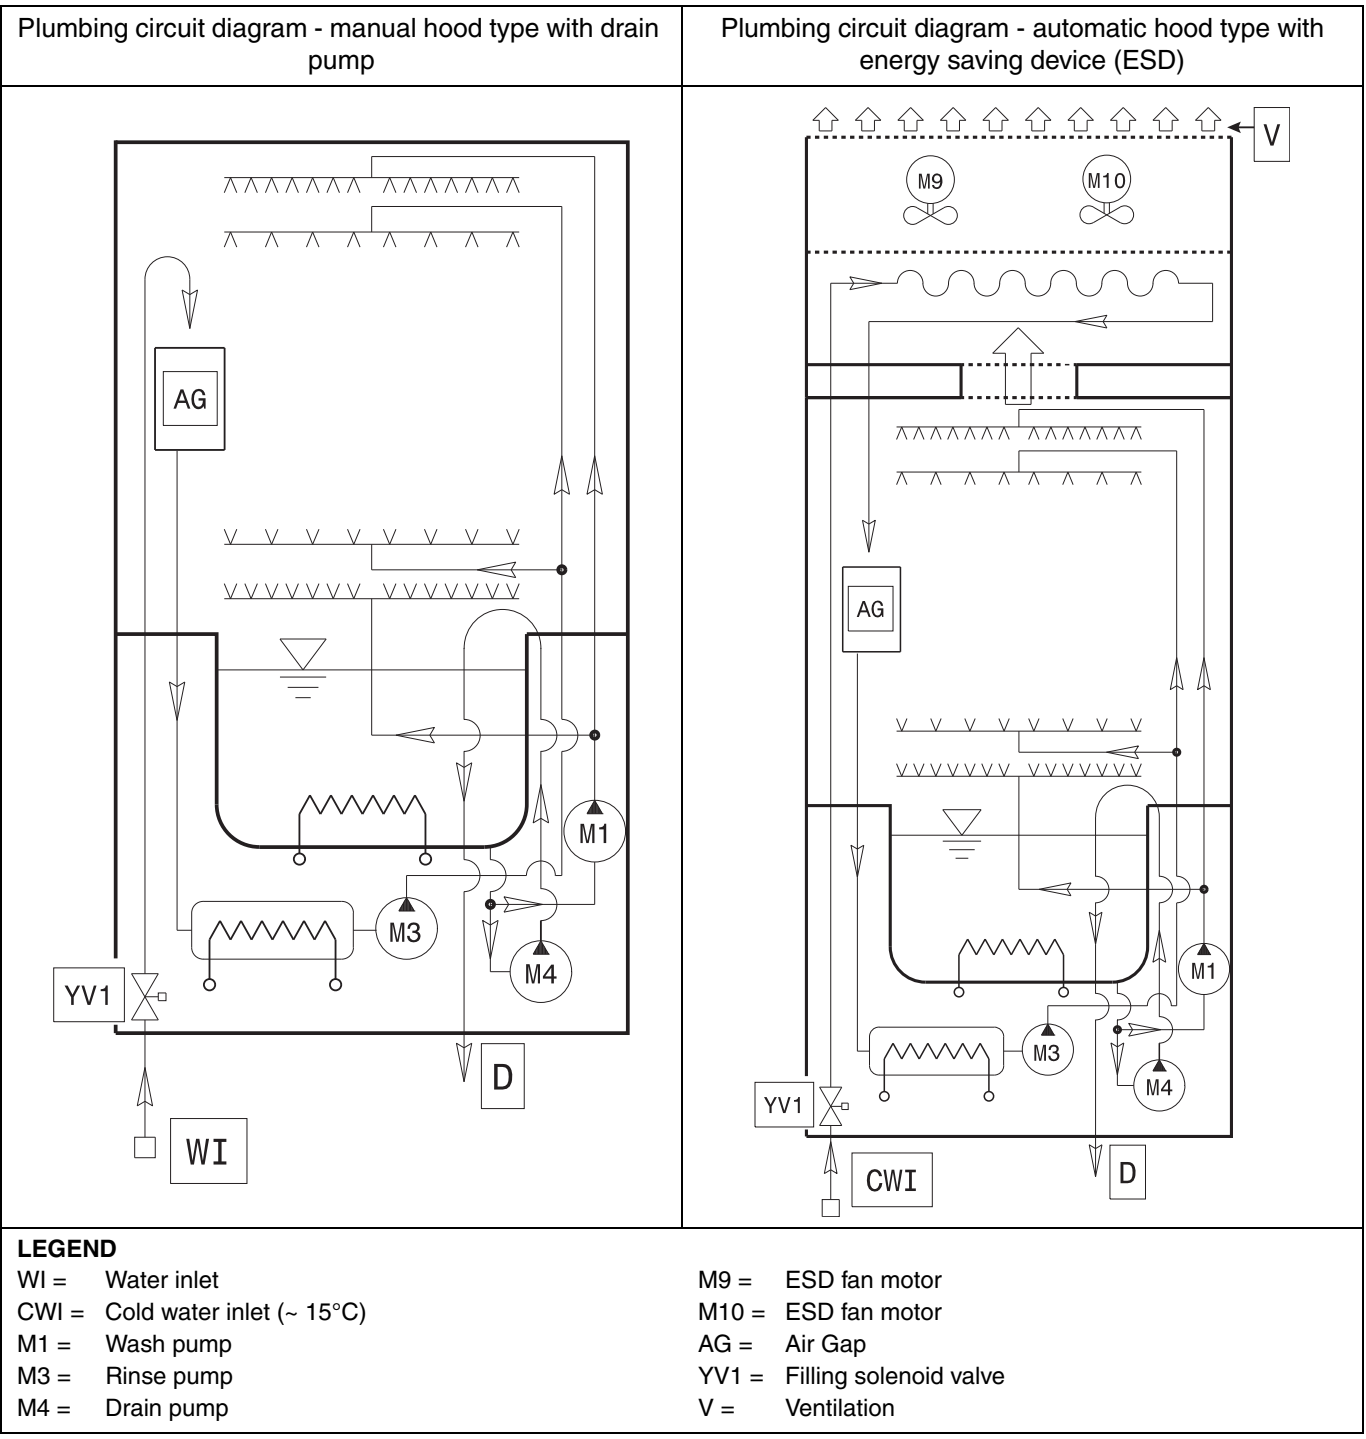 Plumbing circuit diagram - manual hood type with drain
pump
Plumbing circuit diagram - automatic hood type with
energy saving device (ESD)
AG
M1
M3
M4
YV1
D
WI
V
M9
M10
AG
M1
M3
M4
YV1
D
CWI
LEGEND
WI = Water inlet
CWI = Cold water inlet (~ 15°C)
M1 = Wash pump
M3 = Rinse pump
M4 = Drain pump
M9 = ESD fan motor
M10 = ESD fan motor
AG = Air Gap
YV1 = Filling solenoid valve
V = Ventilation